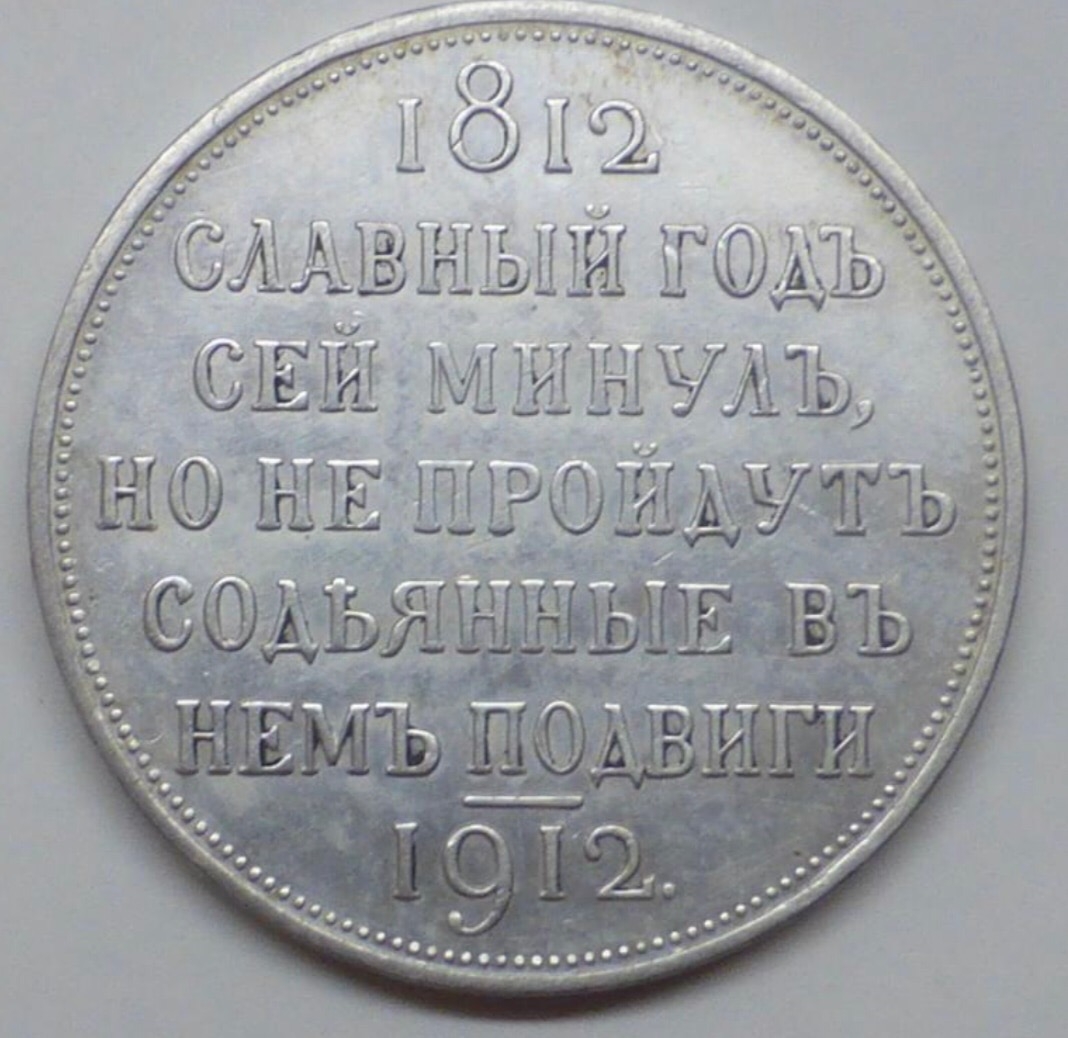 1812
СЛАВНЫЙ ГОДЪ
СЕЙ МИНУЛЪ,
НО НЕ ПРОЙДУТЪ
СОДѢЯННЫЕ ВЪ
НЕМЪ ПОДВИГИ
1912.